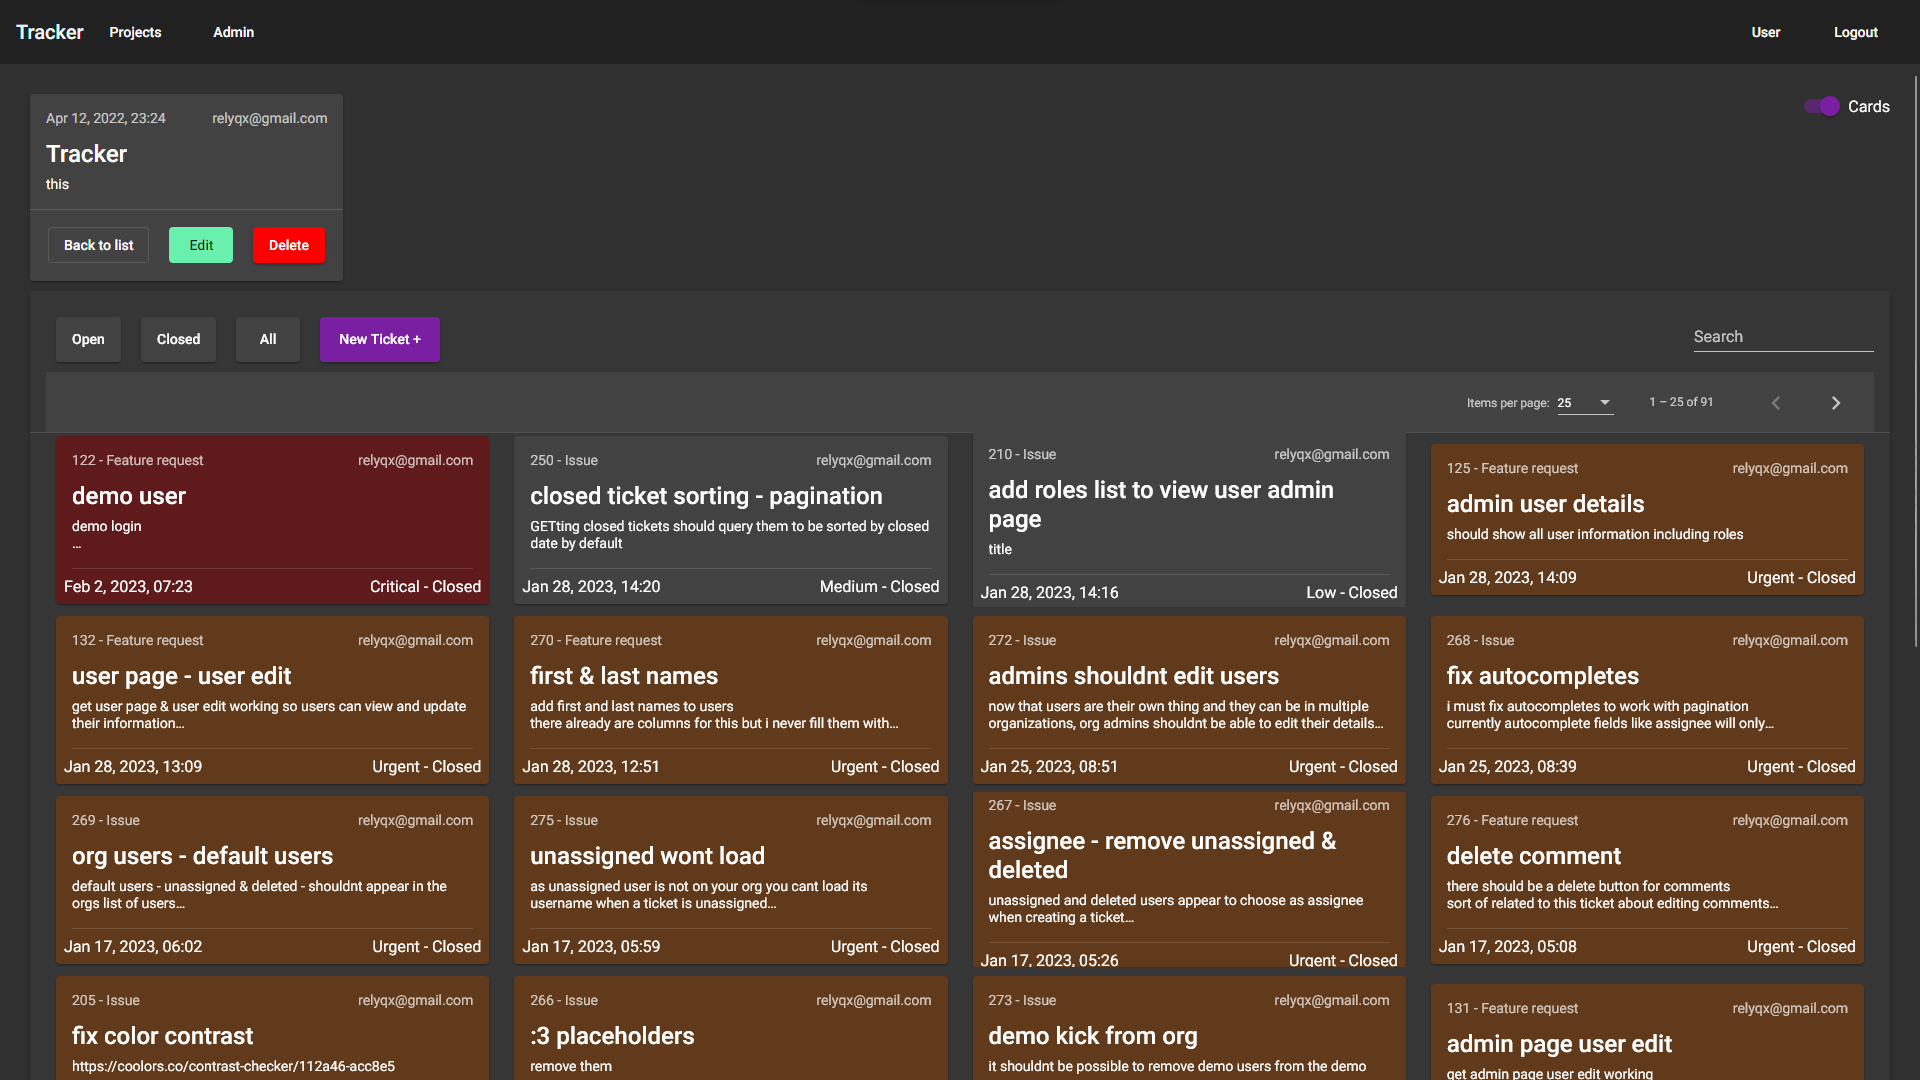 Tracker
Projects
Admin
User
Logout
Apr 12, 2022, 23:24
relyqx@gmail.com
Tracker
this
Back to list
Edit
Delete
Cards
Open
Closed
All
New Ticket +
Search
Items per page: 25
1 – 25 of 91
122 - Feature request
relyqx@gmail.com
demo user
demo login
...
Feb 2, 2023, 07:23
Critical - Closed
250 - Issue
relyqx@gmail.com
closed ticket sorting - pagination
GETting closed tickets should query them to be sorted by closed
date by default
Jan 28, 2023, 14:20
Medium - Closed
210 - Issue
relyqx@gmail.com
add roles list to view user admin
page
title
Jan 28, 2023, 14:16
Low - Closed
125 - Feature request
relyqx@gmail.com
admin user details
should show all user information including roles
Jan 28, 2023, 14:09
Urgent - Closed
132 - Feature request
relyqx@gmail.com
user page - user edit
get user page & user edit working so users can view and update
their information...
Jan 28, 2023, 13:09
Urgent - Closed
270 - Feature request
relyqx@gmail.com
first & last names
add first and last names to users
there already are columns for this but i never fill them with...
Jan 28, 2023, 12:51
Urgent - Closed
272 - Issue
relyqx@gmail.com
admins shouldnt edit users
now that users are their own thing and they can be in multiple
organizations, org admins shouldnt be able to edit their details...
Jan 25, 2023, 08:51
Urgent - Closed
268 - Issue
relyqx@gmail.com
fix autocompletes
i must fix autocompletes to work with pagination
currently autocomplete fields like assignee will only...
Jan 25, 2023, 08:39
Urgent - Closed
269 - Issue
relyqx@gmail.com
org users - default users
default users - unassigned & deleted - shouldnt appear in the
orgs list of users...
Jan 17, 2023, 06:02
Urgent - Closed
275 - Issue
relyqx@gmail.com
unassigned wont load
as unassigned user is not on your org you cant load its
username when a ticket is unassigned...
Jan 17, 2023, 05:59
Urgent - Closed
267 - Issue
relyqx@gmail.com
assignee - remove unassigned &
deleted
unassigned and deleted users appear to choose as assignee
when creating a ticket...
Jan 17, 2023, 05:26
Urgent - Closed
276 - Feature request
relyqx@gmail.com
delete comment
there should be a delete button for comments
sort of related to this ticket about editing comments...
Jan 17, 2023, 05:08
Urgent - Closed
205 - Issue
relyqx@gmail.com
fix color contrast
https://coolors.co/contrast-checker/112a46-acc8e5
266 - Issue
relyqx@gmail.com
:3 placeholders
remove them
273 - Issue
relyqx@gmail.com
demo kick from org
it shouldnt be possible to remove demo users from the demo
131 - Feature request
relyqx@gmail.com
admin page user edit
get admin page user edit working